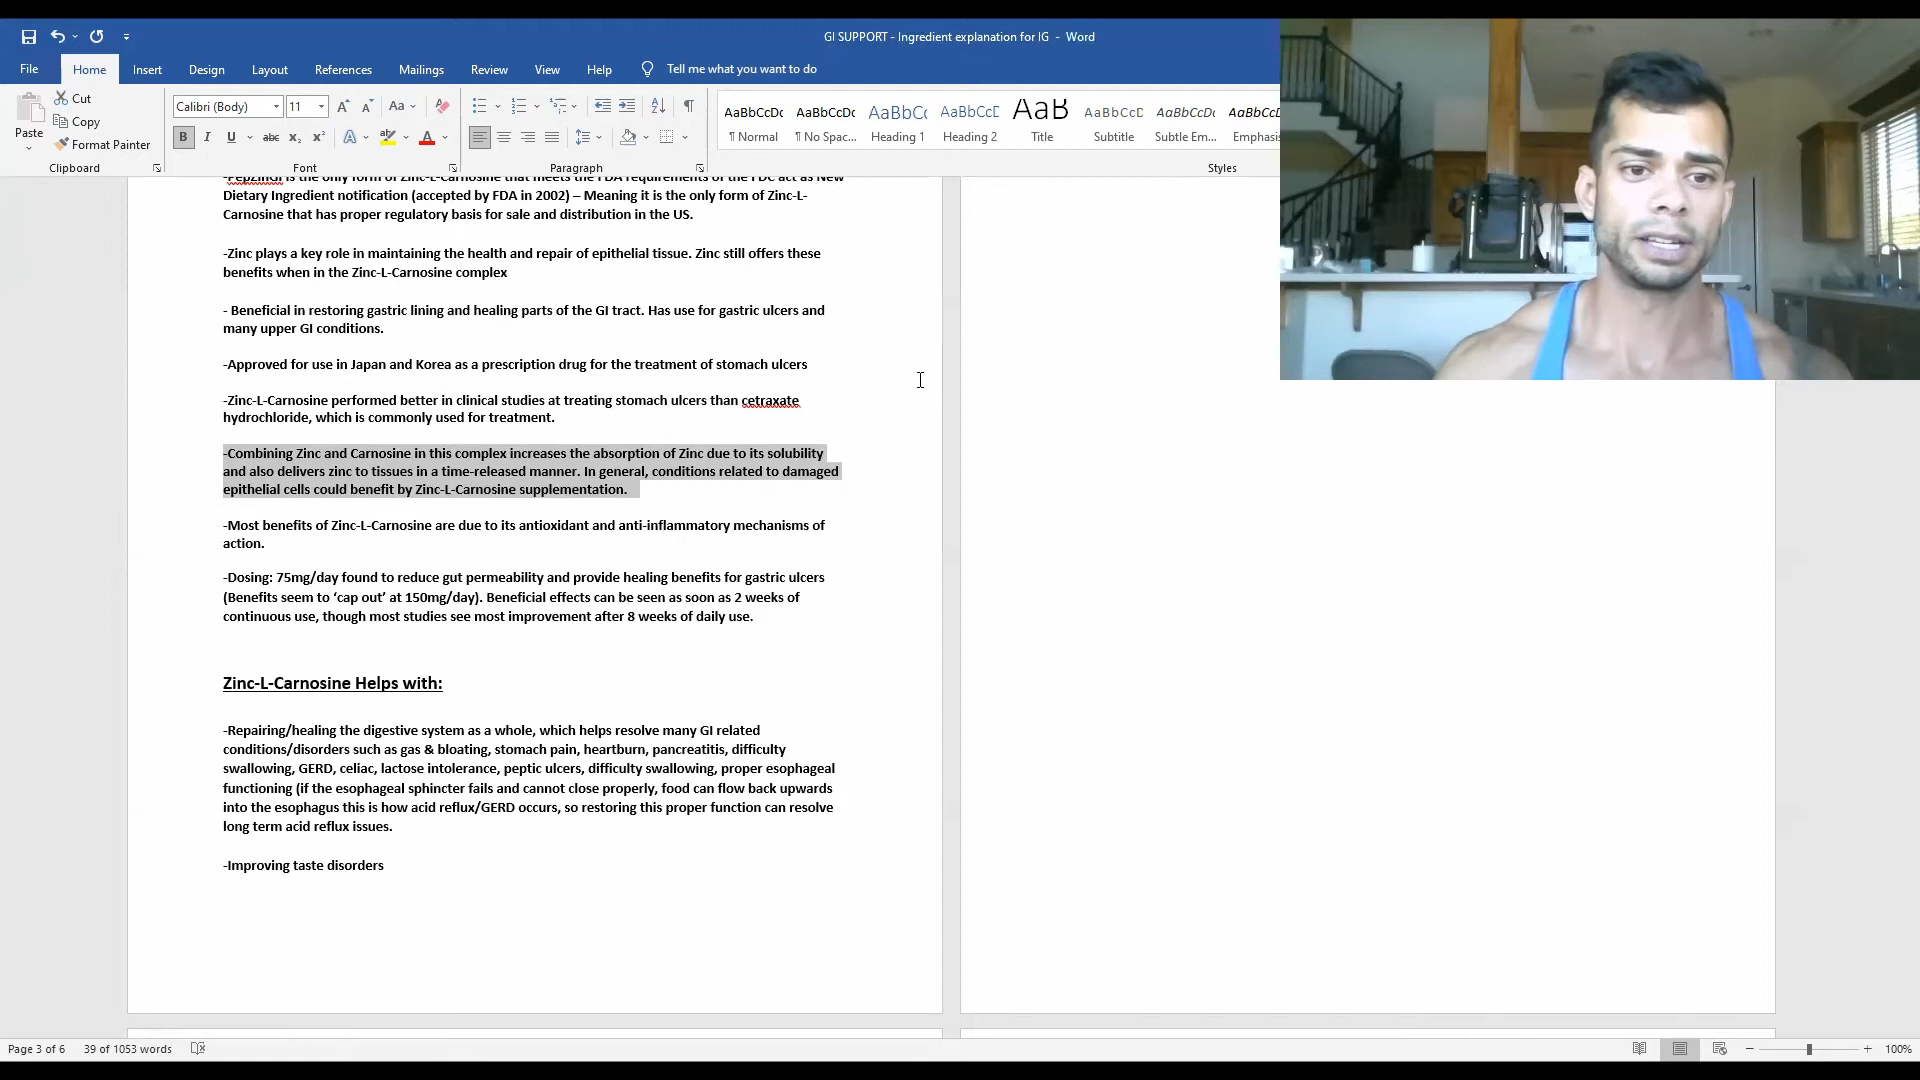 GI SUPPORT - Ingredient explanation for IG - Word
File Home Insert Design Layout References Mailings Review View Help Tell me what you want to do
Paste
Cut
Copy
Format Painter
Clipboard
Calibri (Body) 11
Font
Paragraph
AaBbCcDc AaBbCcDc AaBbC( AaBbCcD AaB AaBbCcD AaBbCcDc AaBbCcDc
¶ Normal ¶ No Spac... Heading 1 Heading 2 Title Subtitle Subtle Em... Emphasis
Styles
-PepZinGI is the only form of Zinc-L-Carnosine that meets the FDA requirements of the FDC act as New
Dietary Ingredient notification (accepted by FDA in 2002) – Meaning it is the only form of Zinc-L-
Carnosine that has proper regulatory basis for sale and distribution in the US.
-Zinc plays a key role in maintaining the health and repair of epithelial tissue. Zinc still offers these
benefits when in the Zinc-L-Carnosine complex
- Beneficial in restoring gastric lining and healing parts of the GI tract. Has use for gastric ulcers and
many upper GI conditions.
-Approved for use in Japan and Korea as a prescription drug for the treatment of stomach ulcers
-Zinc-L-Carnosine performed better in clinical studies at treating stomach ulcers than cetraxate
hydrochloride, which is commonly used for treatment.
-Combining Zinc and Carnosine in this complex increases the absorption of Zinc due to its solubility
and also delivers zinc to tissues in a time-released manner. In general, conditions related to damaged
epithelial cells could benefit by Zinc-L-Carnosine supplementation.
-Most benefits of Zinc-L-Carnosine are due to its antioxidant and anti-inflammatory mechanisms of
action.
-Dosing: 75mg/day found to reduce gut permeability and provide healing benefits for gastric ulcers
(Benefits seem to ‘cap out’ at 150mg/day). Beneficial effects can be seen as soon as 2 weeks of
continuous use, though most studies see most improvement after 8 weeks of daily use.
Zinc-L-Carnosine Helps with:
-Repairing/healing the digestive system as a whole, which helps resolve many GI related
conditions/disorders such as gas & bloating, stomach pain, heartburn, pancreatitis, difficulty
swallowing, GERD, celiac, lactose intolerance, peptic ulcers, difficulty swallowing, proper esophageal
functioning (if the esophageal sphincter fails and cannot close properly, food can flow back upwards
into the esophagus this is how acid reflux/GERD occurs, so restoring this proper function can resolve
long term acid reflux issues.
-Improving taste disorders
Page 3 of 6 39 of 1053 words 100%